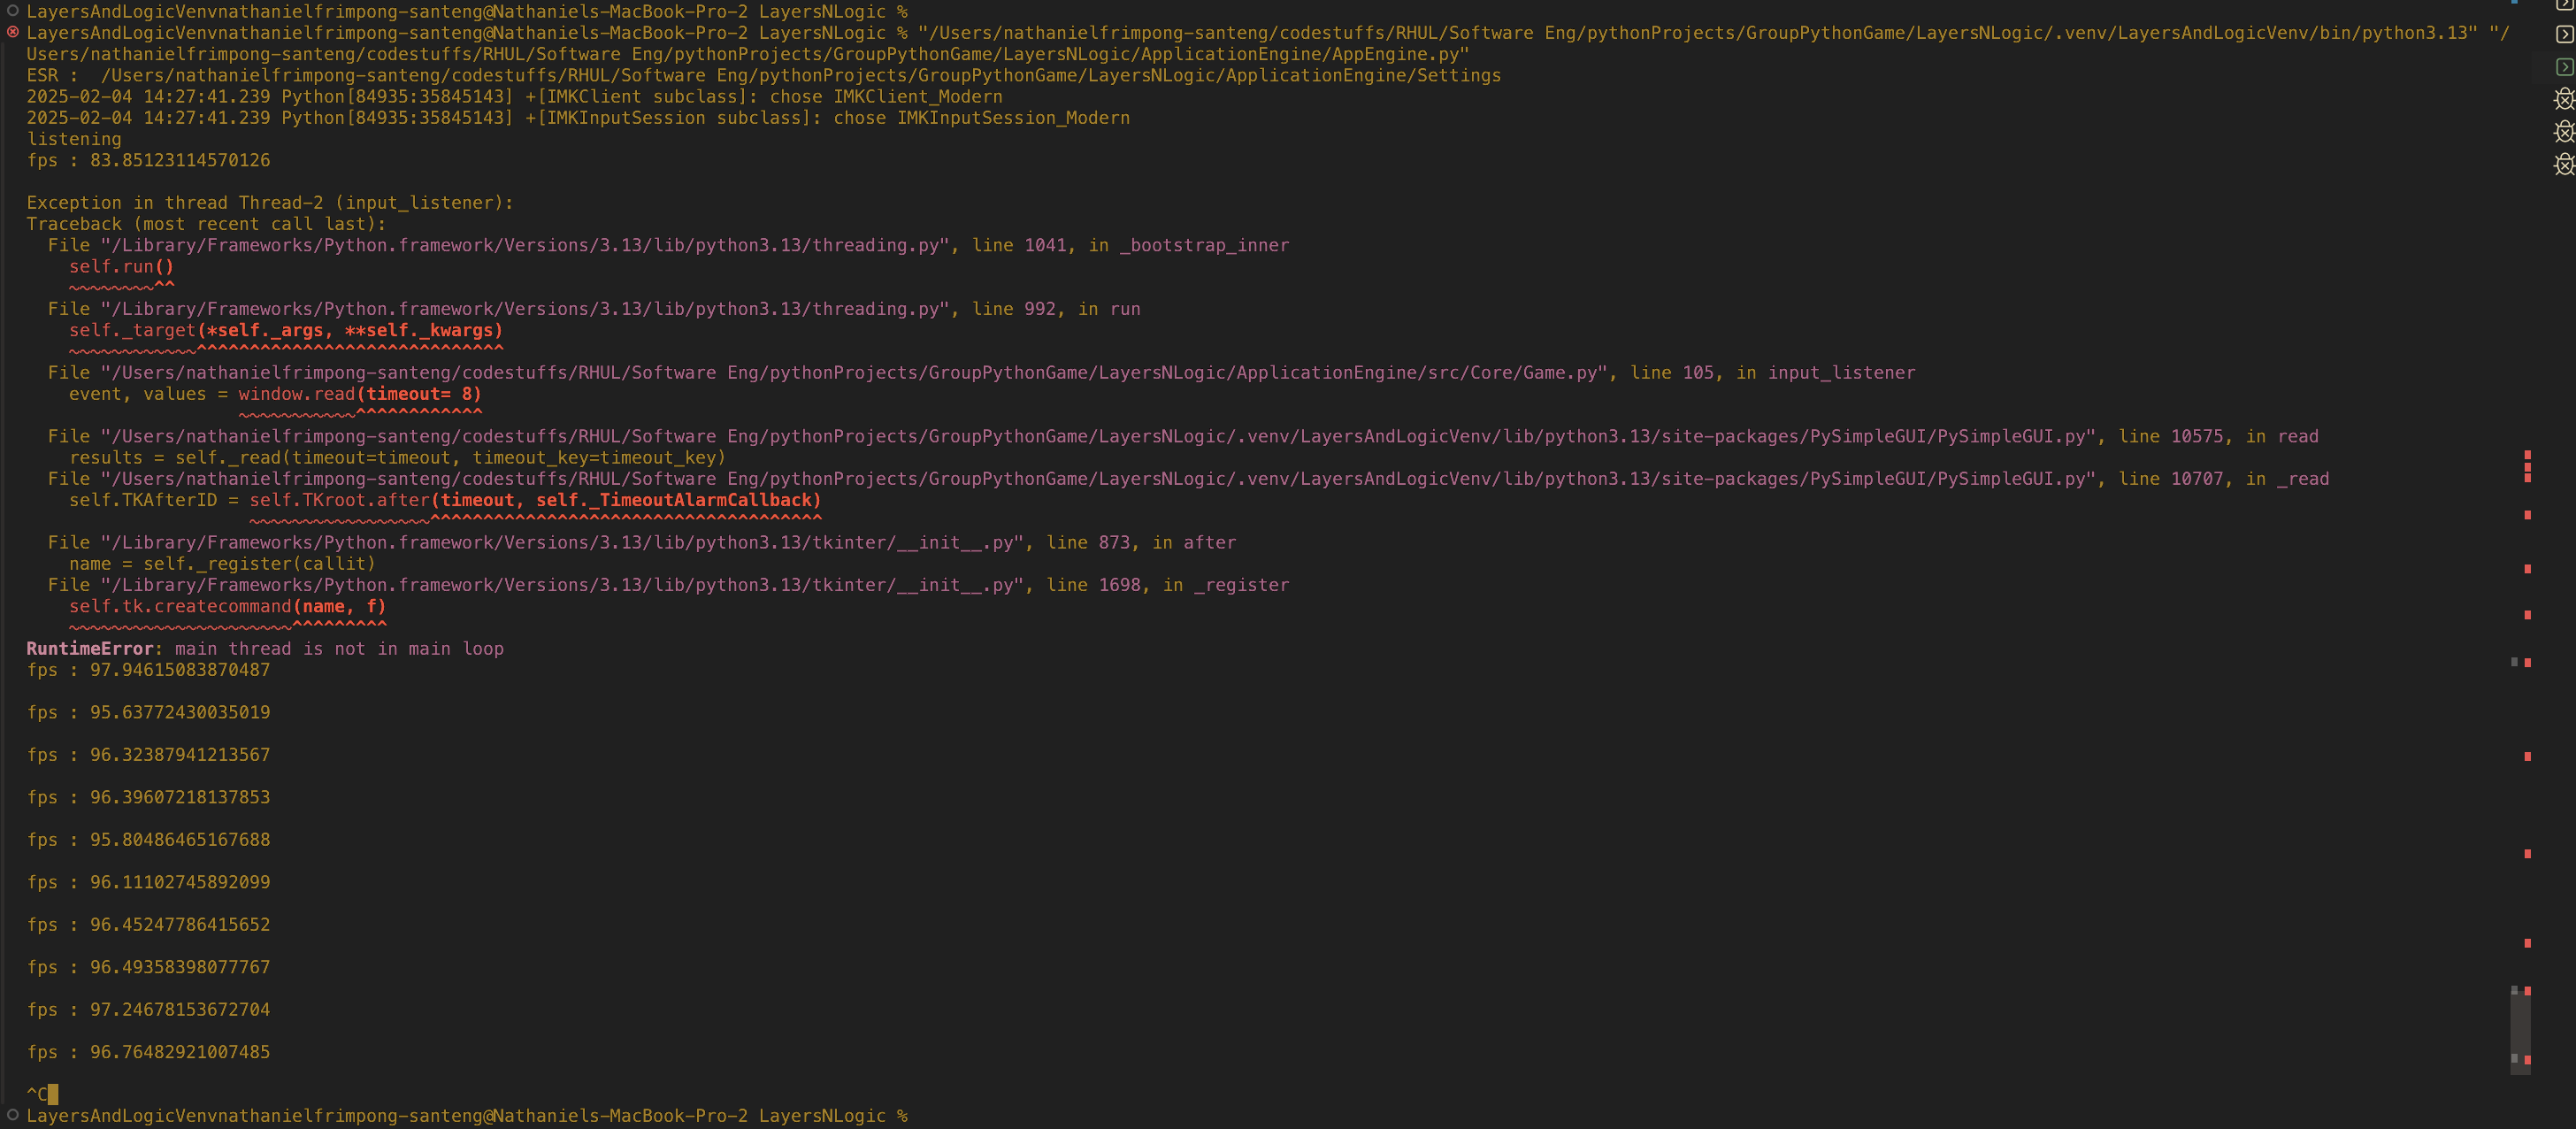 LayersAndLogicVenvnathanielfrimpong-santeng@Nathaniels-MacBook-Pro-2 LayersNLogic %
LayersAndLogicVenvnathanielfrimpong-santeng@Nathaniels-MacBook-Pro-2 LayersNLogic % "/Users/nathanielfrimpong-santeng/codestuffs/RHUL/Software Eng/pythonProjects/GroupPythonGame/LayersNLogic/.venv/LayersAndLogicVenv/bin/python3.13" "/
Users/nathanielfrimpong-santeng/codestuffs/RHUL/Software Eng/pythonProjects/GroupPythonGame/LayersNLogic/ApplicationEngine/AppEngine.py"
ESR :  /Users/nathanielfrimpong-santeng/codestuffs/RHUL/Software Eng/pythonProjects/GroupPythonGame/LayersNLogic/ApplicationEngine/Settings
2025-02-04 14:27:41.239 Python[84935:35845143] +[IMKClient subclass]: chose IMKClient_Modern
2025-02-04 14:27:41.239 Python[84935:35845143] +[IMKInputSession subclass]: chose IMKInputSession_Modern
listening
fps : 83.85123114570126
Exception in thread Thread-2 (input_listener):
Traceback (most recent call last):
  File "/Library/Frameworks/Python.framework/Versions/3.13/lib/python3.13/threading.py", line 1041, in _bootstrap_inner
    self.run()
    ~~~~~~~~^^
  File "/Library/Frameworks/Python.framework/Versions/3.13/lib/python3.13/threading.py", line 992, in run
    self._target(*self._args, **self._kwargs)
    ~~~~~~~~~~~~^^^^^^^^^^^^^^^^^^^^^^^^^^^^^
  File "/Users/nathanielfrimpong-santeng/codestuffs/RHUL/Software Eng/pythonProjects/GroupPythonGame/LayersNLogic/ApplicationEngine/src/Core/Game.py", line 105, in input_listener
    event, values = window.read(timeout= 8)
                    ~~~~~~~~~~~^^^^^^^^^^^^
  File "/Users/nathanielfrimpong-santeng/codestuffs/RHUL/Software Eng/pythonProjects/GroupPythonGame/LayersNLogic/.venv/LayersAndLogicVenv/lib/python3.13/site-packages/PySimpleGUI/PySimpleGUI.py", line 10575, in read
    results = self._read(timeout=timeout, timeout_key=timeout_key)
  File "/Users/nathanielfrimpong-santeng/codestuffs/RHUL/Software Eng/pythonProjects/GroupPythonGame/LayersNLogic/.venv/LayersAndLogicVenv/lib/python3.13/site-packages/PySimpleGUI/PySimpleGUI.py", line 10707, in _read
    self.TKAfterID = self.TKroot.after(timeout, self._TimeoutAlarmCallback)
                     ~~~~~~~~~~~~~~~~~^^^^^^^^^^^^^^^^^^^^^^^^^^^^^^^^^^^^^
  File "/Library/Frameworks/Python.framework/Versions/3.13/lib/python3.13/tkinter/__init__.py", line 873, in after
    name = self._register(callit)
  File "/Library/Frameworks/Python.framework/Versions/3.13/lib/python3.13/tkinter/__init__.py", line 1698, in _register
    self.tk.createcommand(name, f)
    ~~~~~~~~~~~~~~~~~~~~~^^^^^^^^^
RuntimeError: main thread is not in main loop
fps : 97.94615083870487
fps : 95.63772430035019
fps : 96.32387941213567
fps : 96.39607218137853
fps : 95.80486465167688
fps : 96.11102745892099
fps : 96.45247786415652
fps : 96.49358398077767
fps : 97.24678153672704
fps : 96.76482921007485
^C
LayersAndLogicVenvnathanielfrimpong-santeng@Nathaniels-MacBook-Pro-2 LayersNLogic %